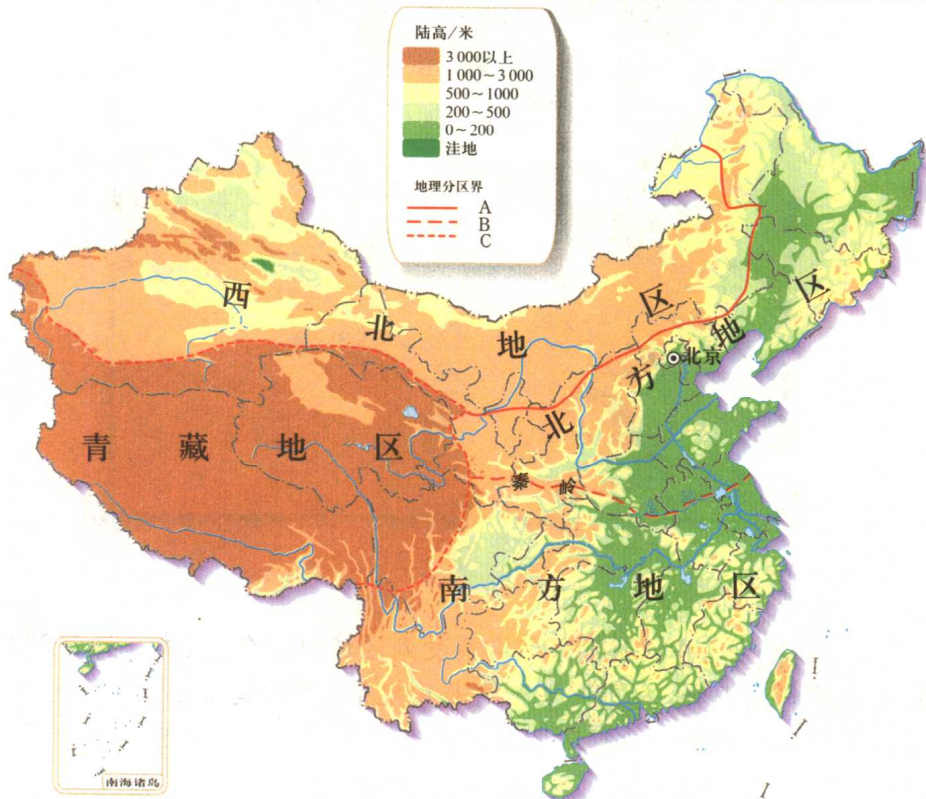 陆高/米
3 000以上
1 000～3 000
500～1000
200～500
0～200
洼地
地理分区界
A
B
C
西北地区
北方地区
北京
青藏地区
秦岭
南方地区
南海诸岛